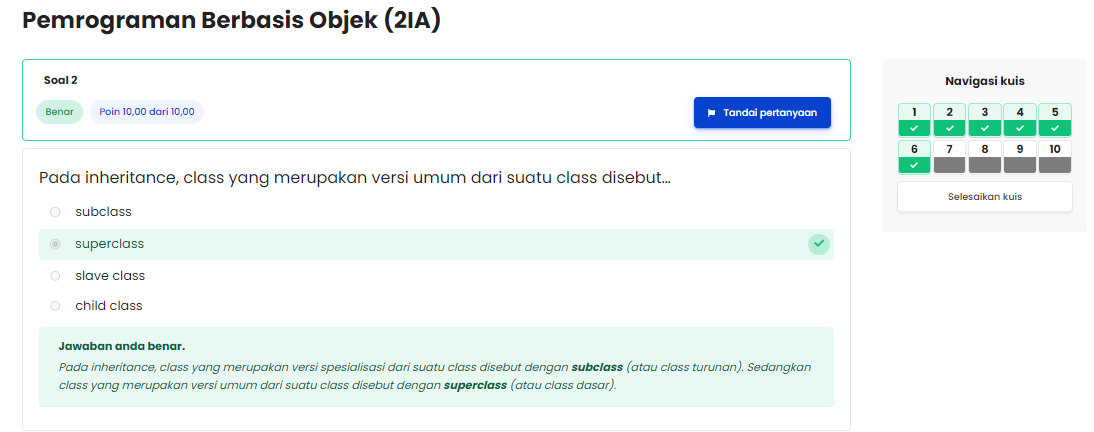 Pemrograman Berbasis Objek (2IA)
Soal 2
Benar
Poin 10,00 dari 10,00
Tandai pertanyaan
Pada inheritance, class yang merupakan versi umum dari suatu class disebut...
subclass
superclass
slave class
child class
Jawaban anda benar.
Pada inheritance, class yang merupakan versi spesialisasi dari suatu class disebut dengan subclass (atau class turunan). Sedangkan
class yang merupakan versi umum dari suatu class disebut dengan superclass (atau class dasar).
Navigasi kuis
1 2 3 4 5
6 7 8 9 10
Selesaikan kuis